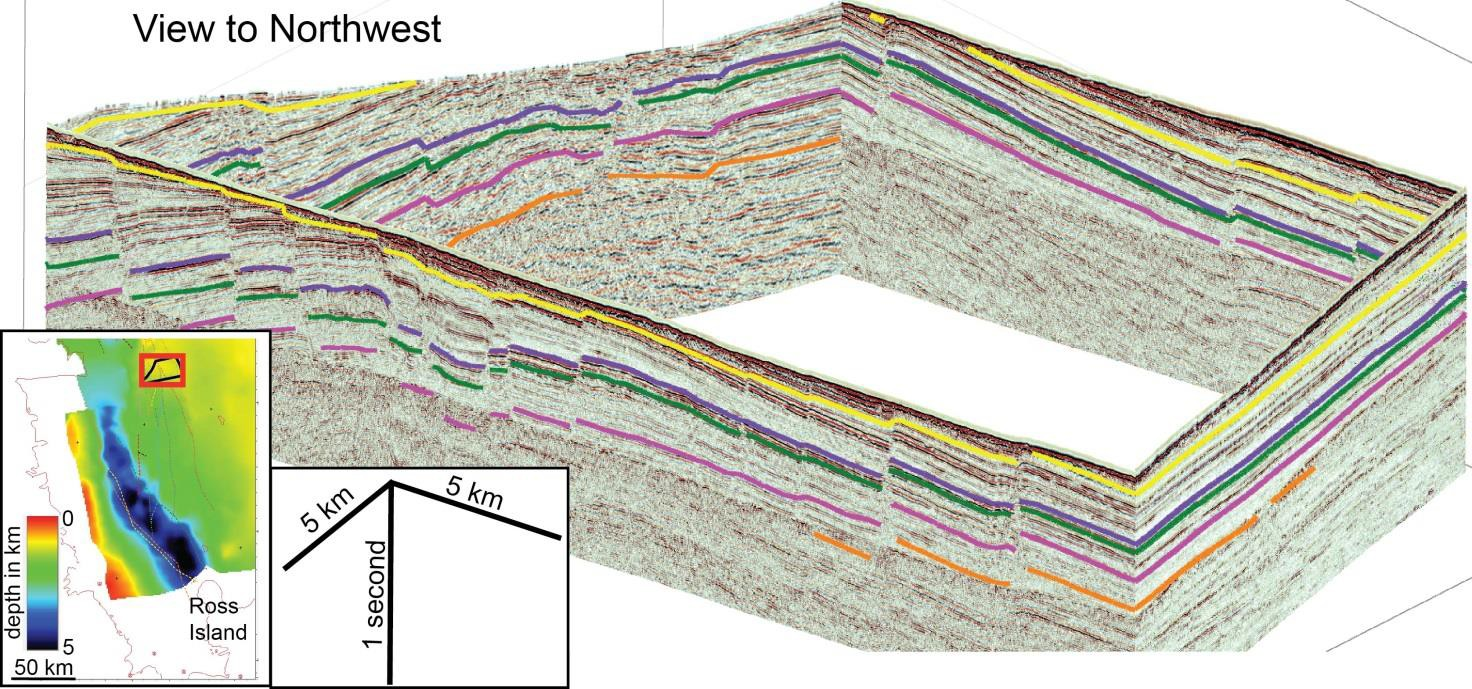 View to Northwest
0
depth in km
5
50 km
Ross
Island
5 km
5 km
1 second